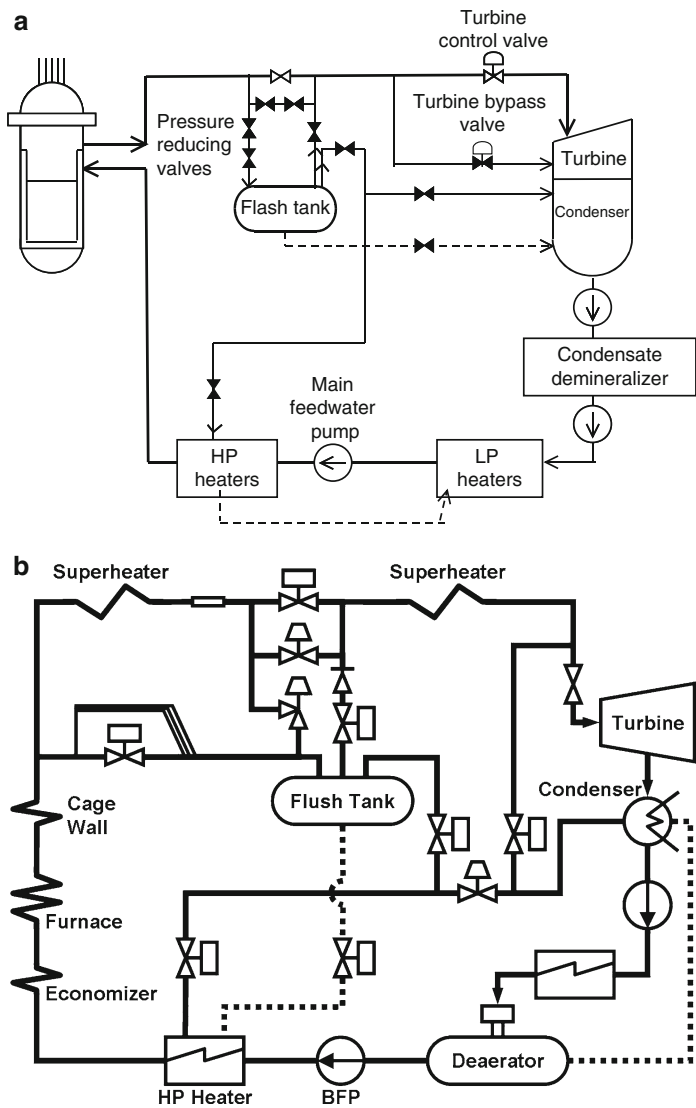 a
Turbine
control valve
Pressure
reducing
valves
Turbine bypass
valve
Turbine
Flash tank
Condenser
Condensate
demineralizer
Main
feedwater
pump
HP
heaters
LP
heaters
b
Superheater
Superheater
Turbine
Condenser
Flush Tank
Cage
Wall
Furnace
Economizer
Deaerator
HP Heater
BFP